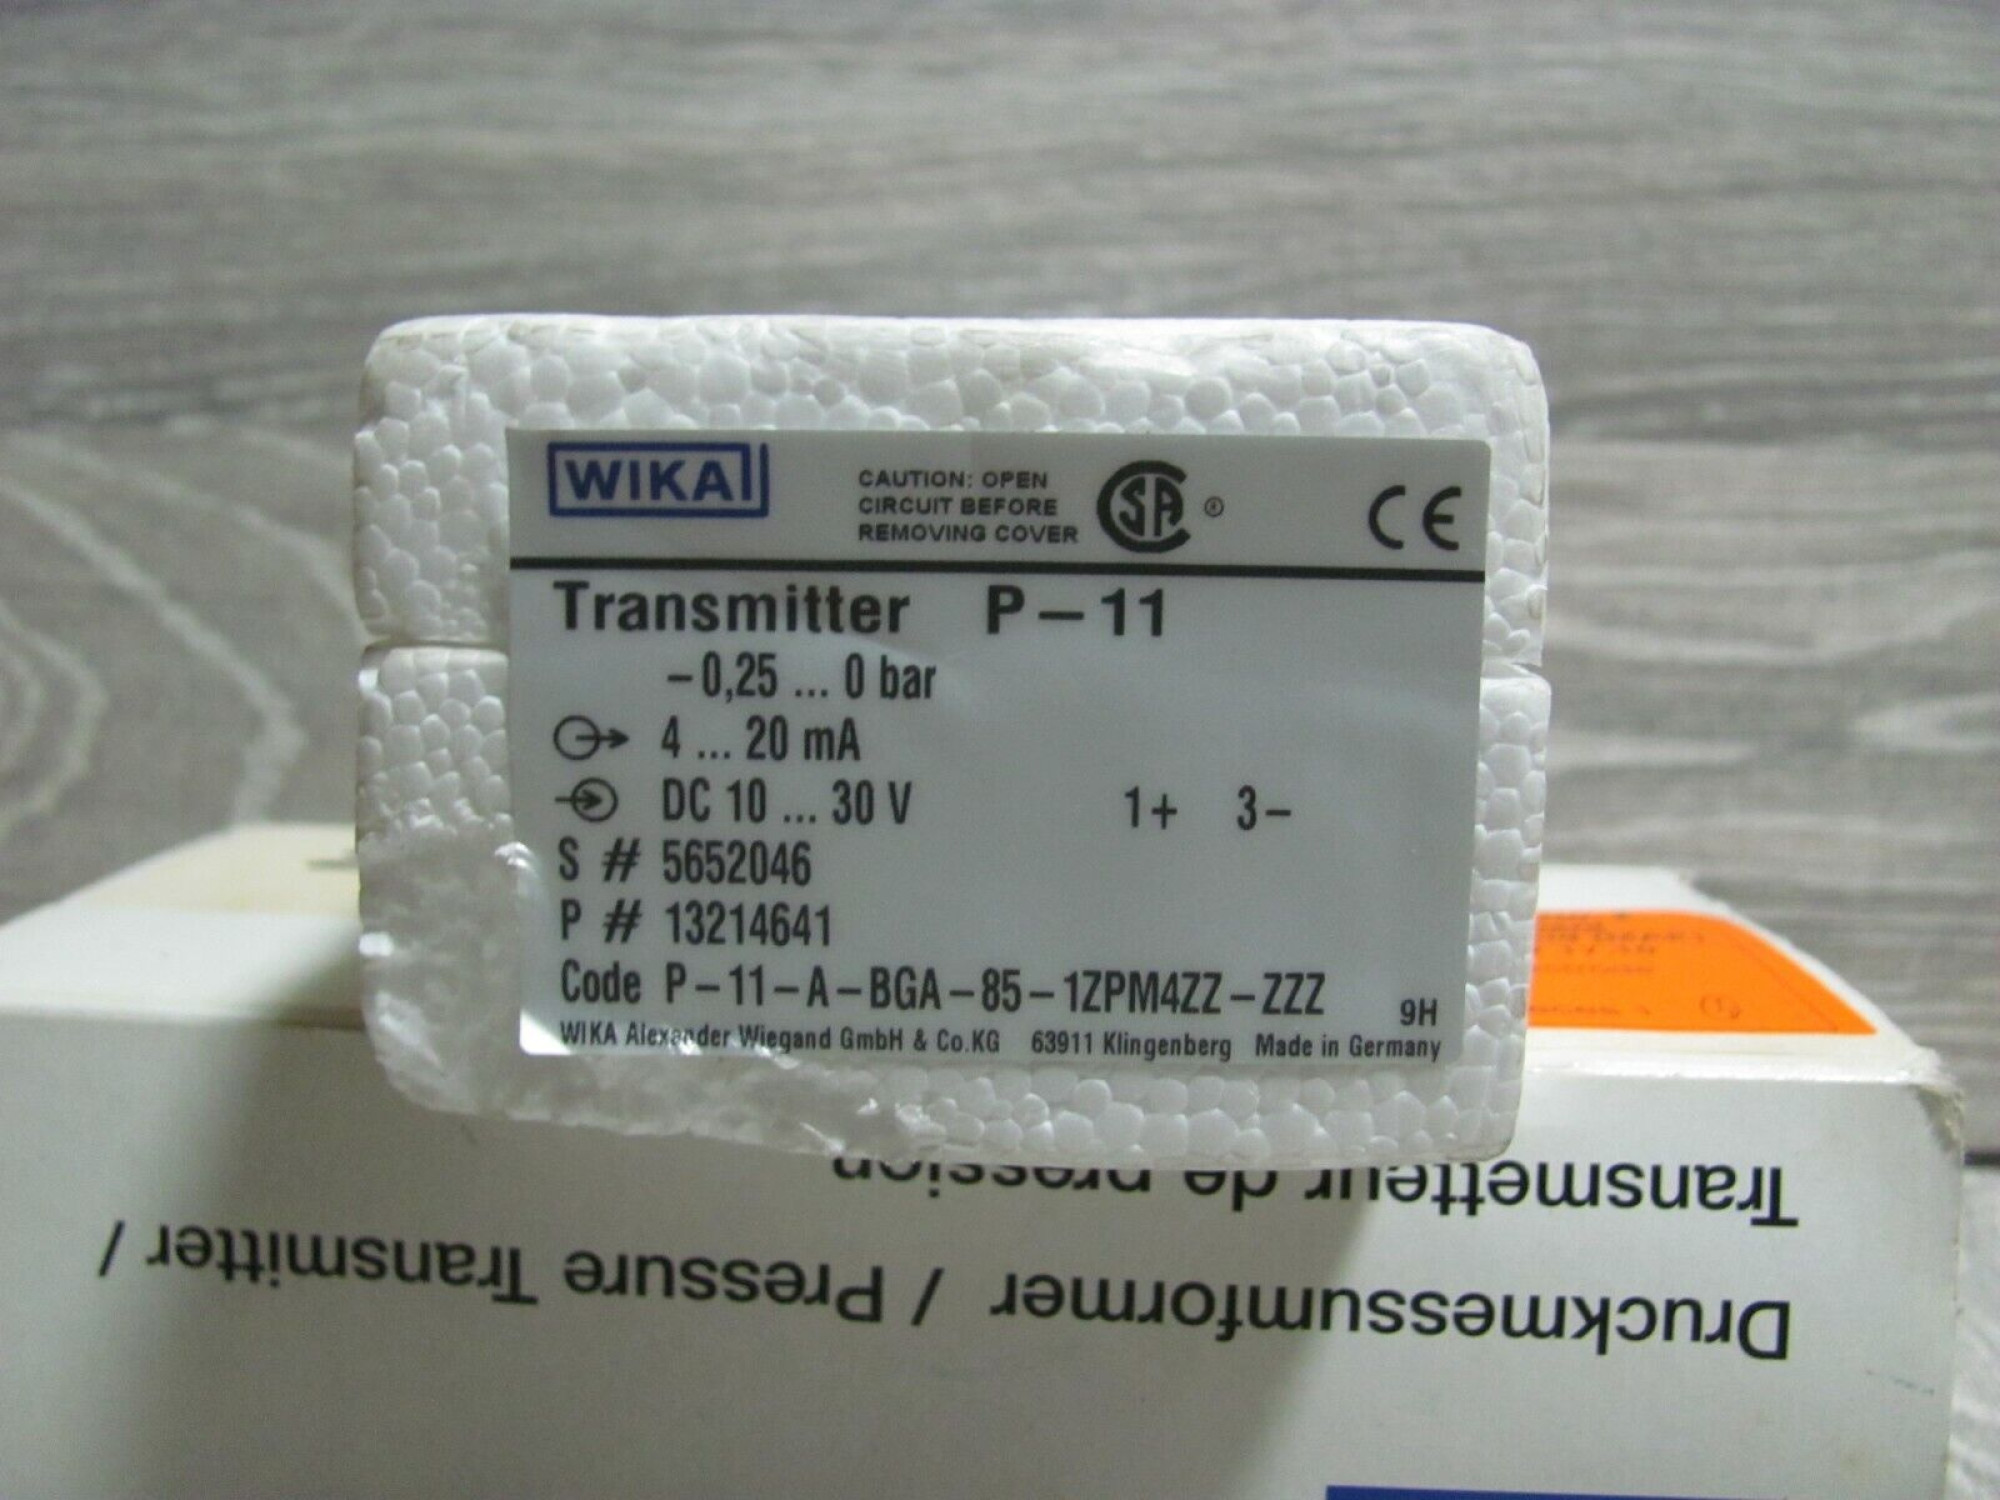 WIKA
CAUTION: OPEN
CIRCUIT BEFORE
REMOVING COVER
SA ®
CE
Transmitter P-11
-0,25 ... 0 bar
4 ... 20 mA
DC 10 ... 30 V 1+ 3-
S # 5652046
P # 13214641
Code P-11-A-BGA-85-1ZPM4ZZ-ZZZ 9H
WIKA Alexander Wiegand GmbH & Co.KG 63911 Klingenberg Made in Germany
Druckmessumformer / Pressure Transmitter /
Transmetteur de pression